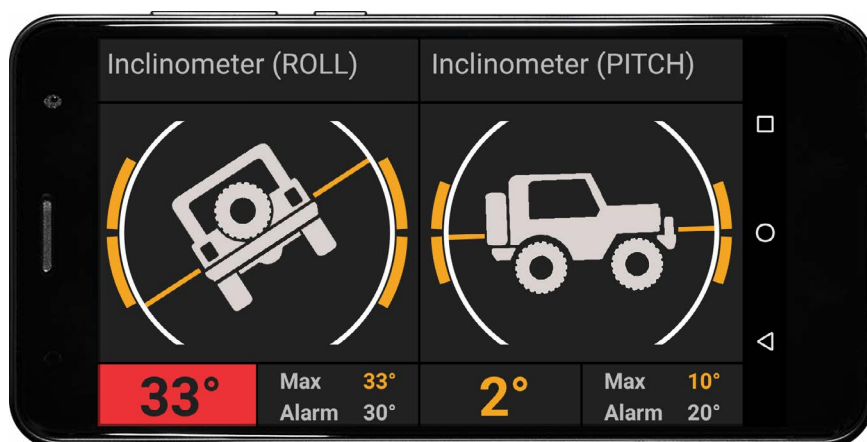 Inclinometer (ROLL)
Inclinometer (PITCH)
33°
Max 33°
Alarm 30°
2°
Max 10°
Alarm 20°